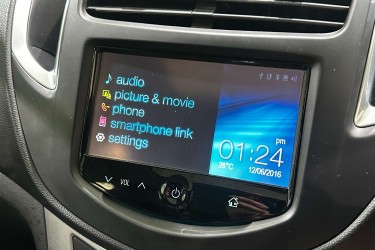 audio
picture & movie
phone
smartphone link
settings
pm
01:24
26°C 12/06/2016
VOL